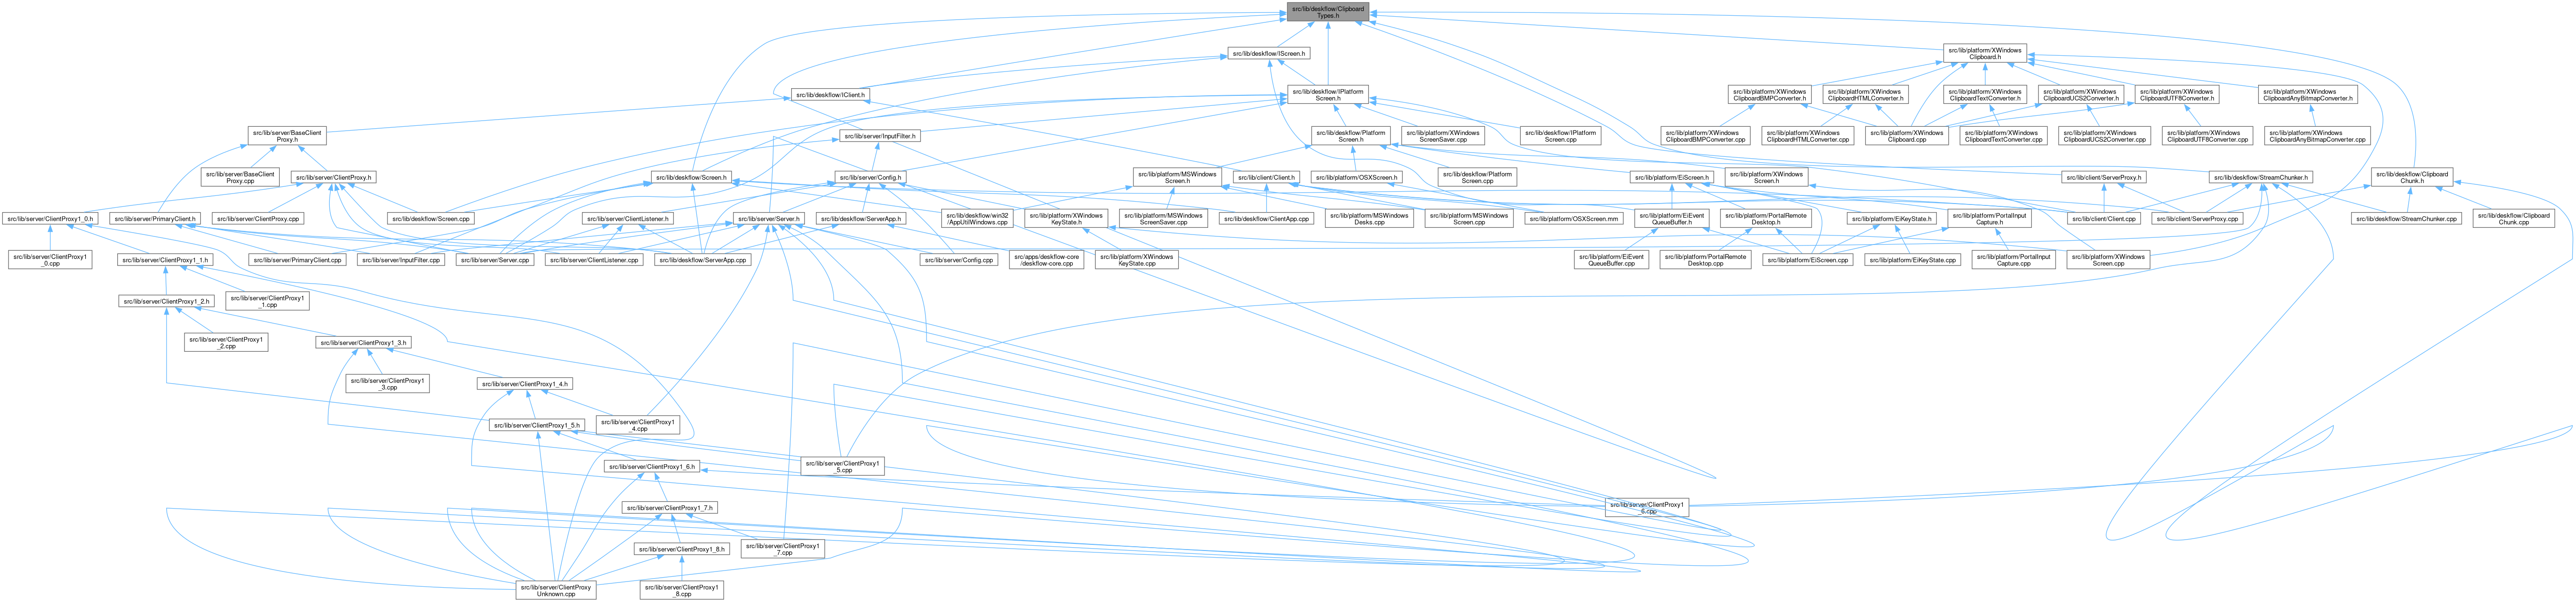 src/lib/deskflow/Clipboard
Types.h
src/lib/deskflow/IScreen.h
src/lib/platform/XWindows
Clipboard.h
src/lib/deskflow/IClient.h
src/lib/deskflow/IPlatform
Screen.h
src/lib/platform/XWindows
ClipboardBMPConverter.h
src/lib/platform/XWindows
ClipboardHTMLConverter.h
src/lib/platform/XWindows
ClipboardTextConverter.h
src/lib/platform/XWindows
ClipboardUCS2Converter.h
src/lib/platform/XWindows
ClipboardUTF8Converter.h
src/lib/platform/XWindows
ClipboardAnyBitmapConverter.h
src/lib/server/BaseClient
Proxy.h
src/lib/server/InputFilter.h
src/lib/deskflow/Platform
Screen.h
src/lib/platform/XWindows
ScreenSaver.cpp
src/lib/deskflow/IPlatform
Screen.cpp
src/lib/platform/XWindows
ClipboardBMPConverter.cpp
src/lib/platform/XWindows
ClipboardHTMLConverter.cpp
src/lib/platform/XWindows
Clipboard.cpp
src/lib/platform/XWindows
ClipboardTextConverter.cpp
src/lib/platform/XWindows
ClipboardUCS2Converter.cpp
src/lib/platform/XWindows
ClipboardUTF8Converter.cpp
src/lib/platform/XWindows
ClipboardAnyBitmapConverter.cpp
src/lib/server/BaseClient
Proxy.cpp
src/lib/server/ClientProxy.h
src/lib/deskflow/Screen.h
src/lib/server/Config.h
src/lib/platform/MSWindows
Screen.h
src/lib/client/Client.h
src/lib/platform/OSXScreen.h
src/lib/deskflow/Platform
Screen.cpp
src/lib/platform/EiScreen.h
src/lib/platform/XWindows
Screen.h
src/lib/client/ServerProxy.h
src/lib/deskflow/StreamChunker.h
src/lib/deskflow/Clipboard
Chunk.h
src/lib/server/ClientProxy1_0.h
src/lib/server/PrimaryClient.h
src/lib/server/ClientProxy.cpp
src/lib/deskflow/Screen.cpp
src/lib/server/ClientListener.h
src/lib/server/Server.h
src/lib/deskflow/ServerApp.h
src/lib/deskflow/win32
/AppUtilWindows.cpp
src/lib/platform/XWindows
KeyState.h
src/lib/platform/MSWindows
ScreenSaver.cpp
src/lib/deskflow/ClientApp.cpp
src/lib/platform/MSWindows
Desks.cpp
src/lib/platform/MSWindows
Screen.cpp
src/lib/platform/OSXScreen.mm
src/lib/platform/EiEvent
QueueBuffer.h
src/lib/platform/PortalRemote
Desktop.h
src/lib/platform/EiKeyState.h
src/lib/platform/PortalInput
Capture.h
src/lib/client/Client.cpp
src/lib/client/ServerProxy.cpp
src/lib/deskflow/StreamChunker.cpp
src/lib/deskflow/Clipboard
Chunk.cpp
src/lib/server/ClientProxy1
_0.cpp
src/lib/server/ClientProxy1_1.h
src/lib/server/PrimaryClient.cpp
src/lib/server/InputFilter.cpp
src/lib/server/Server.cpp
src/lib/server/ClientListener.cpp
src/lib/deskflow/ServerApp.cpp
src/lib/server/Config.cpp
src/apps/deskflow-core
/deskflow-core.cpp
src/lib/platform/XWindows
KeyState.cpp
src/lib/platform/EiEvent
QueueBuffer.cpp
src/lib/platform/PortalRemote
Desktop.cpp
src/lib/platform/EiScreen.cpp
src/lib/platform/EiKeyState.cpp
src/lib/platform/PortalInput
Capture.cpp
src/lib/platform/XWindows
Screen.cpp
src/lib/server/ClientProxy1_2.h
src/lib/server/ClientProxy1
_1.cpp
src/lib/server/ClientProxy1
_2.cpp
src/lib/server/ClientProxy1_3.h
src/lib/server/ClientProxy1
_3.cpp
src/lib/server/ClientProxy1_4.h
src/lib/server/ClientProxy1_5.h
src/lib/server/ClientProxy1
_4.cpp
src/lib/server/ClientProxy1_6.h
src/lib/server/ClientProxy1
_5.cpp
src/lib/server/ClientProxy1_7.h
src/lib/server/ClientProxy1
_6.cpp
src/lib/server/ClientProxy1_8.h
src/lib/server/ClientProxy1
_7.cpp
src/lib/server/ClientProxy
Unknown.cpp
src/lib/server/ClientProxy1
_8.cpp